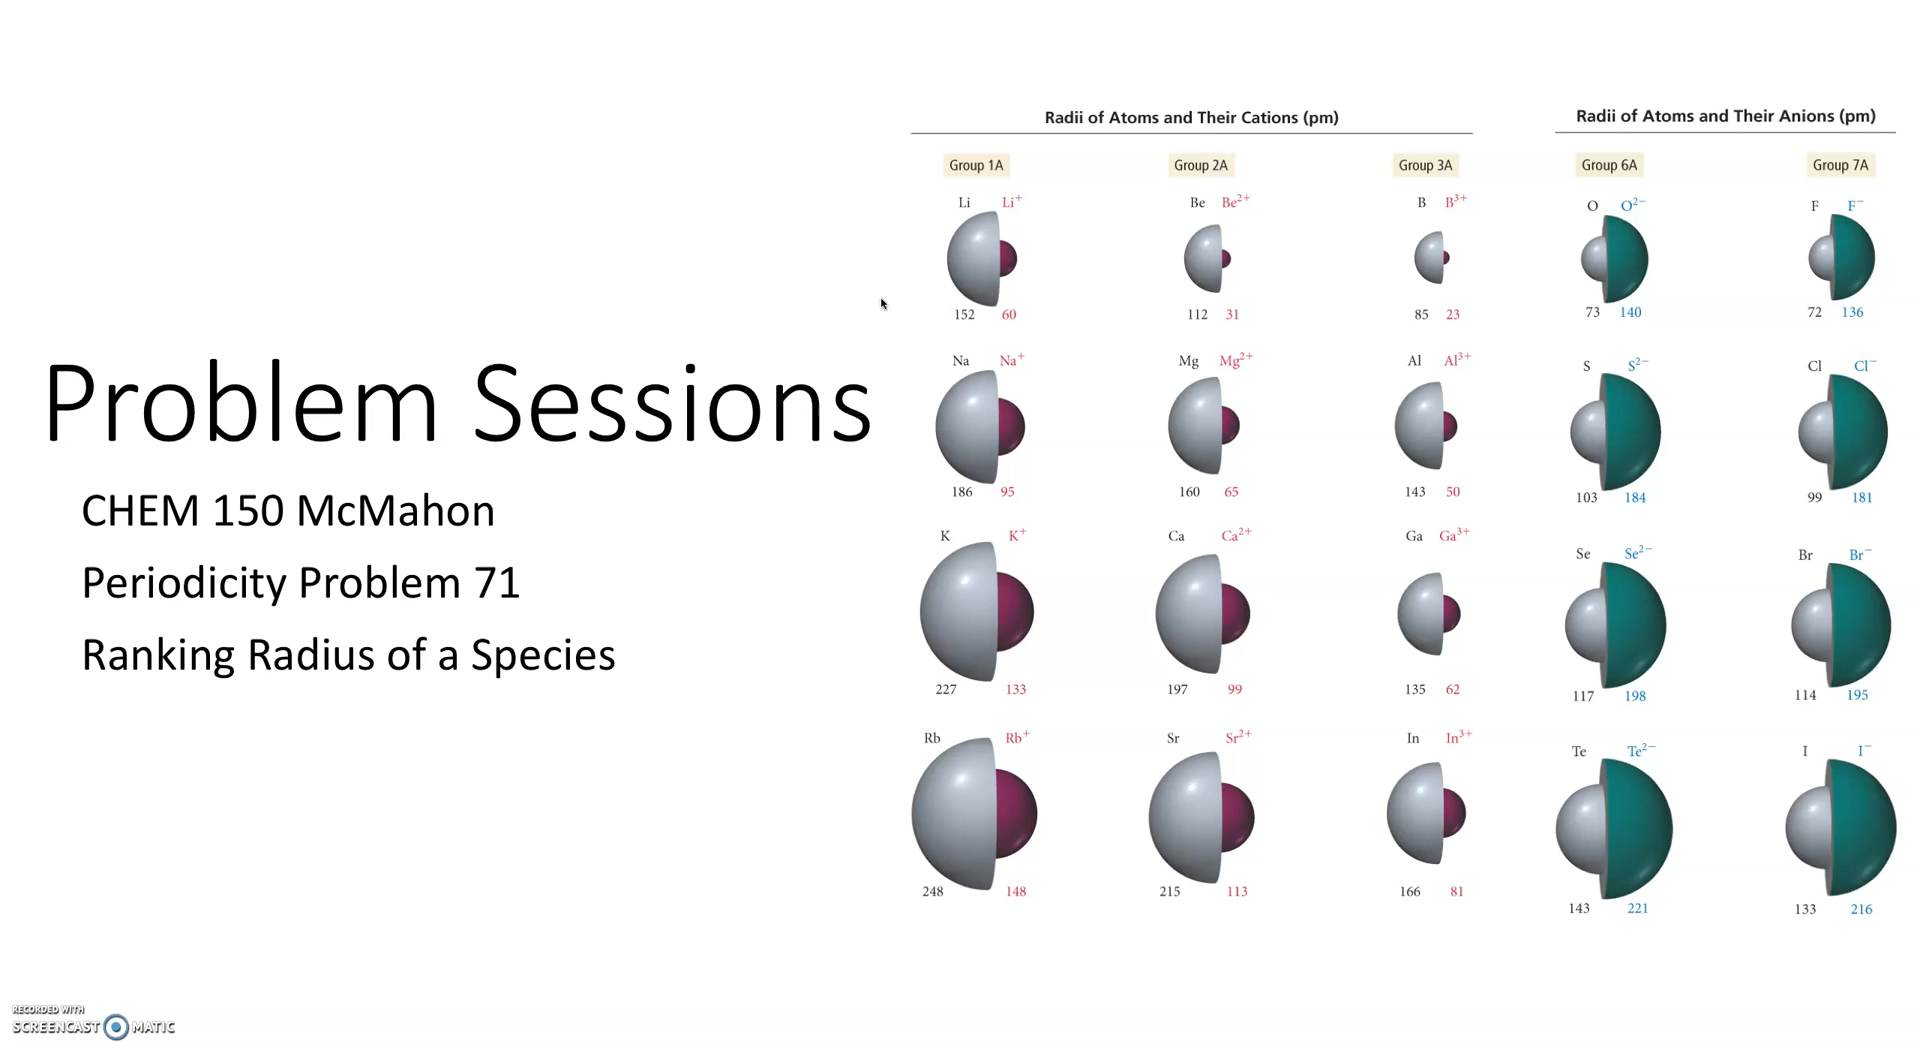 Problem Sessions
CHEM 150 McMahon
Periodicity Problem 71
Ranking Radius of a Species
Radii of Atoms and Their Cations (pm)
Group 1A Group 2A Group 3A
Li Li⁺ Be Be²⁺ B B³⁺
152 60 112 31 85 23
Na Na⁺ Mg Mg²⁺ Al Al³⁺
186 95 160 65 143 50
K K⁺ Ca Ca²⁺ Ga Ga³⁺
227 133 197 99 135 62
Rb Rb⁺ Sr Sr²⁺ In In³⁺
248 148 215 113 166 81
Radii of Atoms and Their Anions (pm)
Group 6A Group 7A
O O²⁻ F F⁻
73 140 72 136
S S²⁻ Cl Cl⁻
103 184 99 181
Se Se²⁻ Br Br⁻
117 198 114 195
Te Te²⁻ I I⁻
143 221 133 216
RECORDED WITH
SCREENCAST MATIC